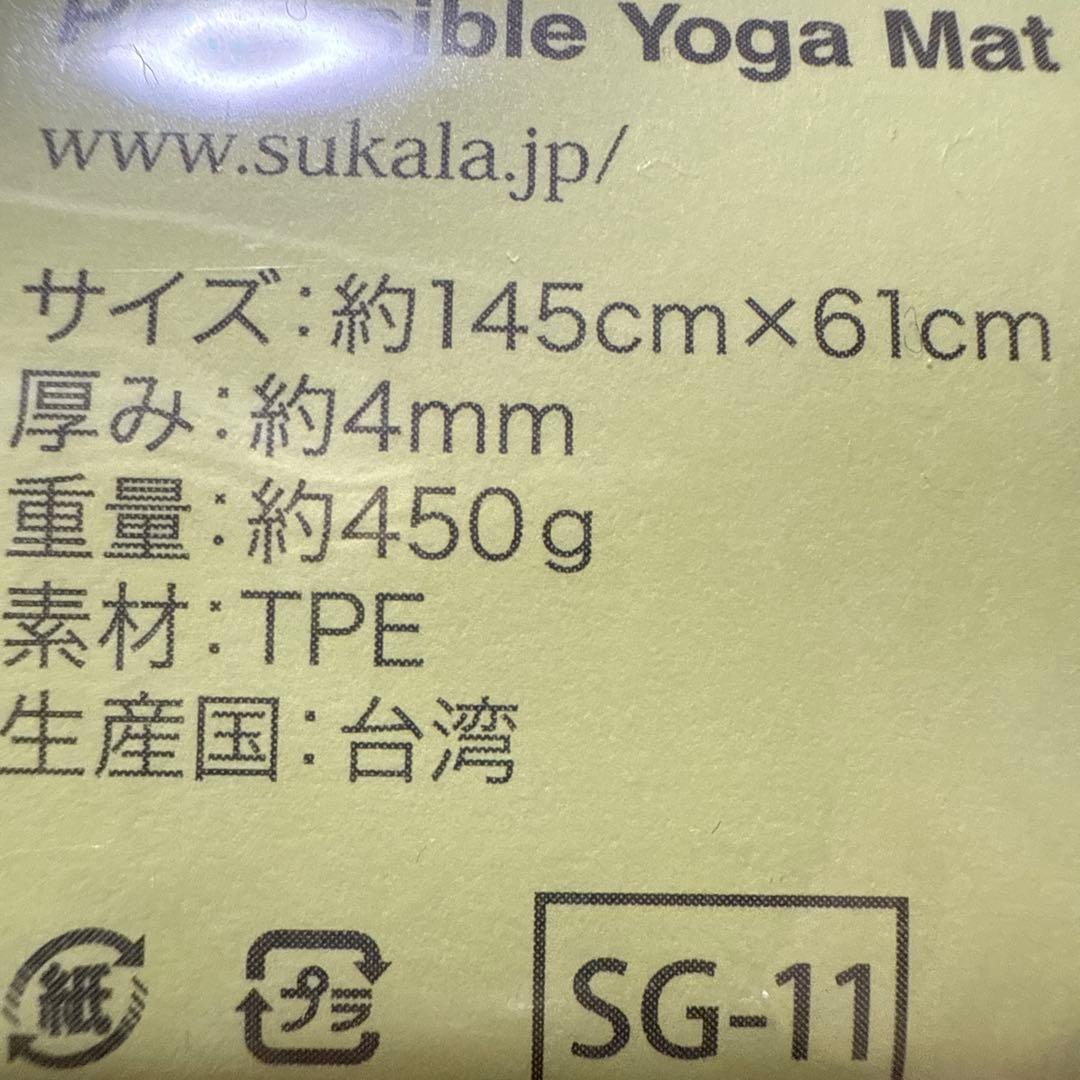 Yoga Mat
www.sukala.jp/
サイズ：約145cm×61cm
厚み：約4mm
重量：約450g
素材：TPE
生産国：台湾
紙
プラ
SG-11